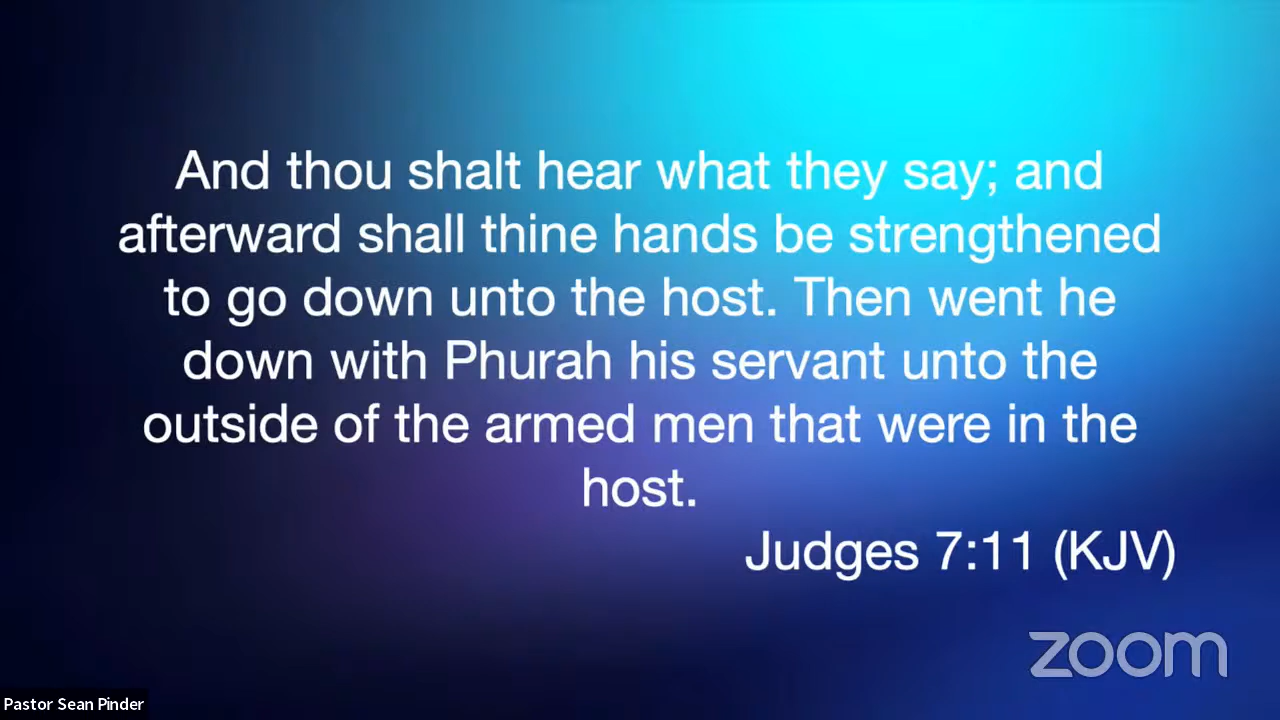 And thou shalt hear what they say; and
afterward shall thine hands be strengthened
to go down unto the host. Then went he
down with Phurah his servant unto the
outside of the armed men that were in the
host.
Judges 7:11 (KJV)
zoom
Pastor Sean Pinder